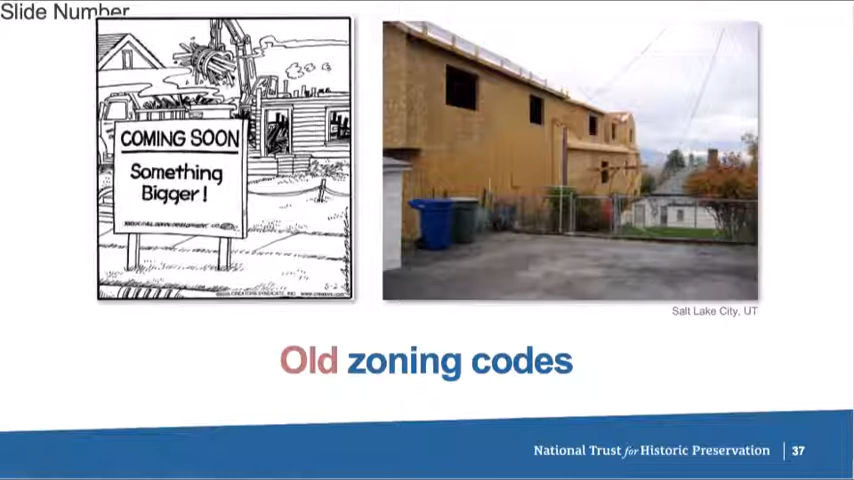 Slide Number
COMING SOON
Something
Bigger!
Salt Lake City, UT
Old zoning codes
National Trust for Historic Preservation
37